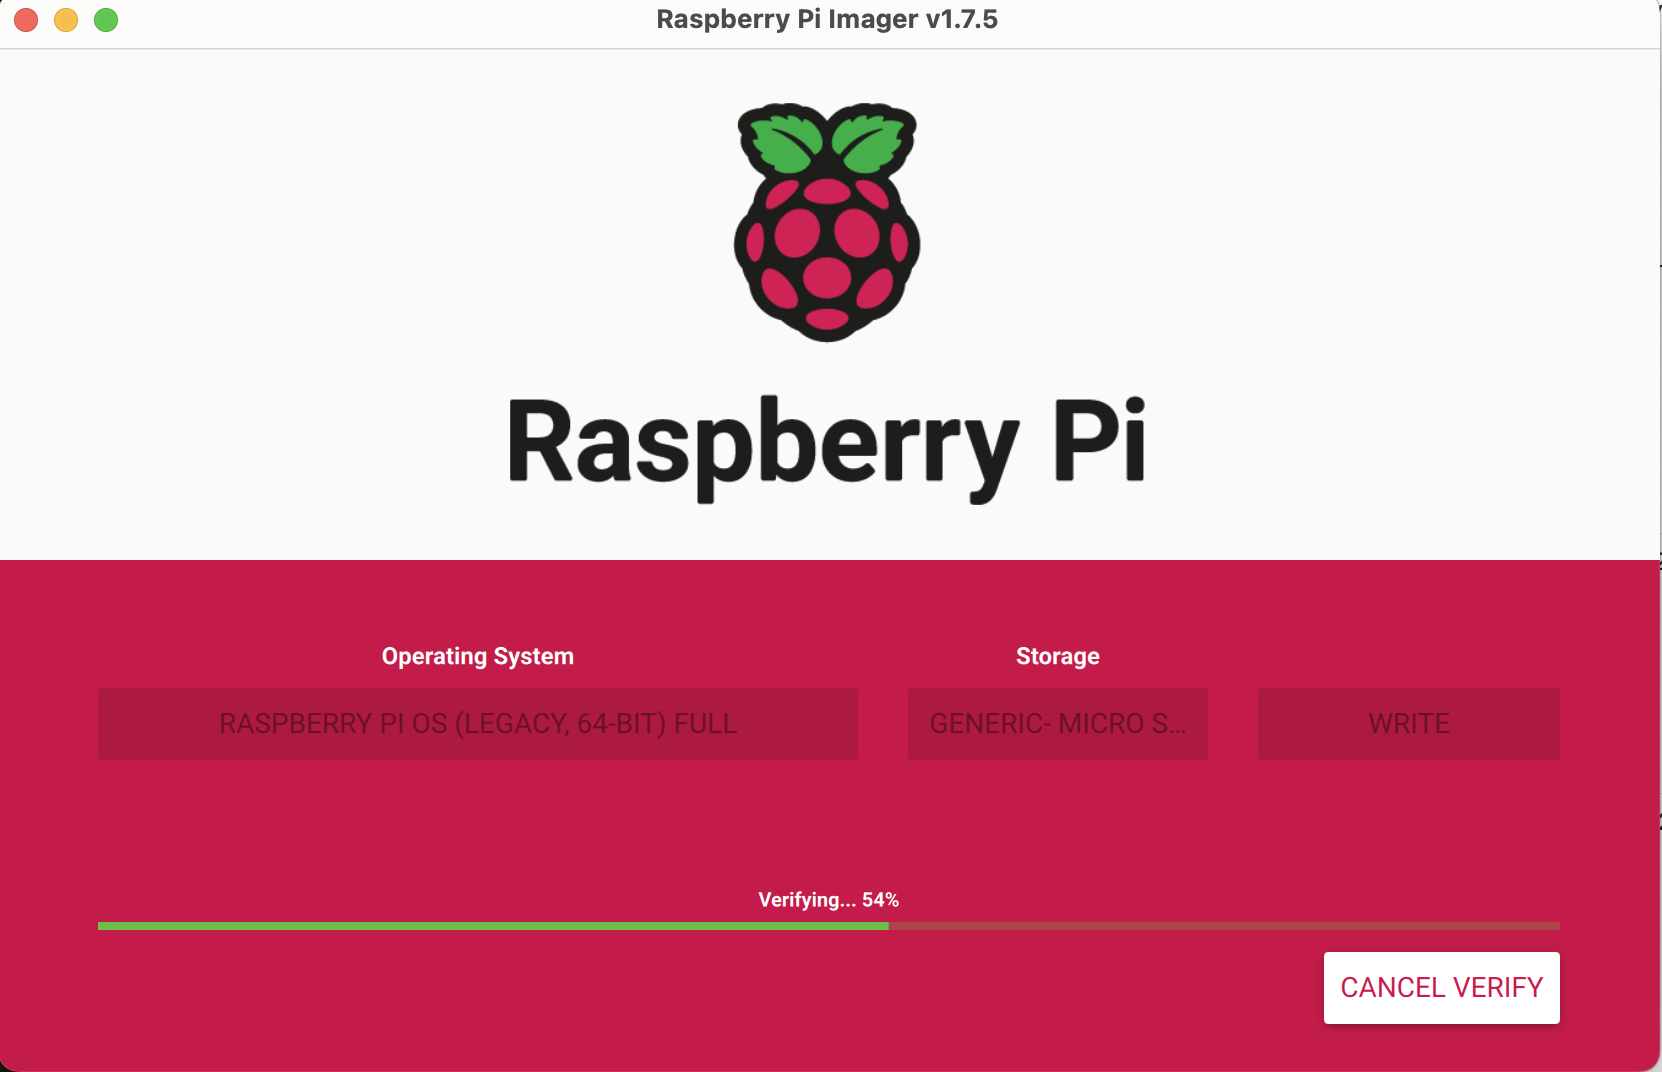 Raspberry Pi Imager v1.7.5
Raspberry Pi
Operating System
Storage
RASPBERRY PI OS (LEGACY, 64-BIT) FULL
GENERIC- MICRO S...
WRITE
Verifying... 54%
CANCEL VERIFY